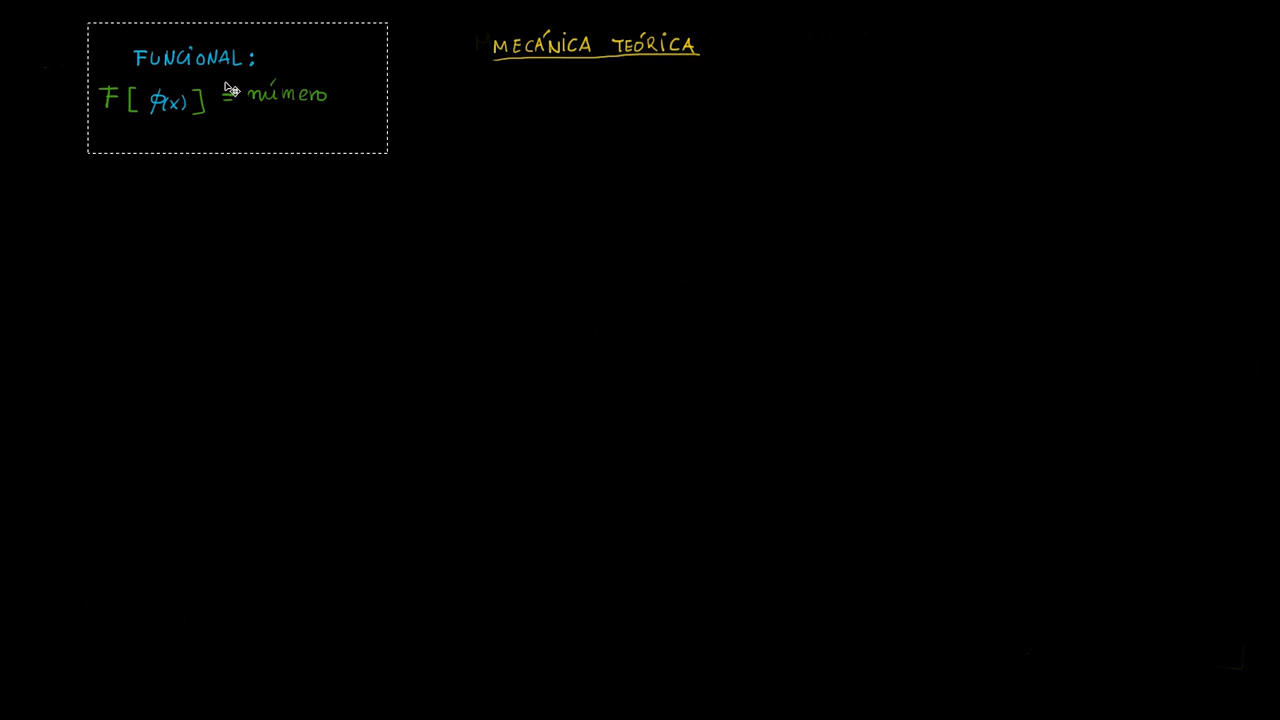 MECÁNICA TEÓRICA
FUNCIONAL:
F[ϕ(x)] = número